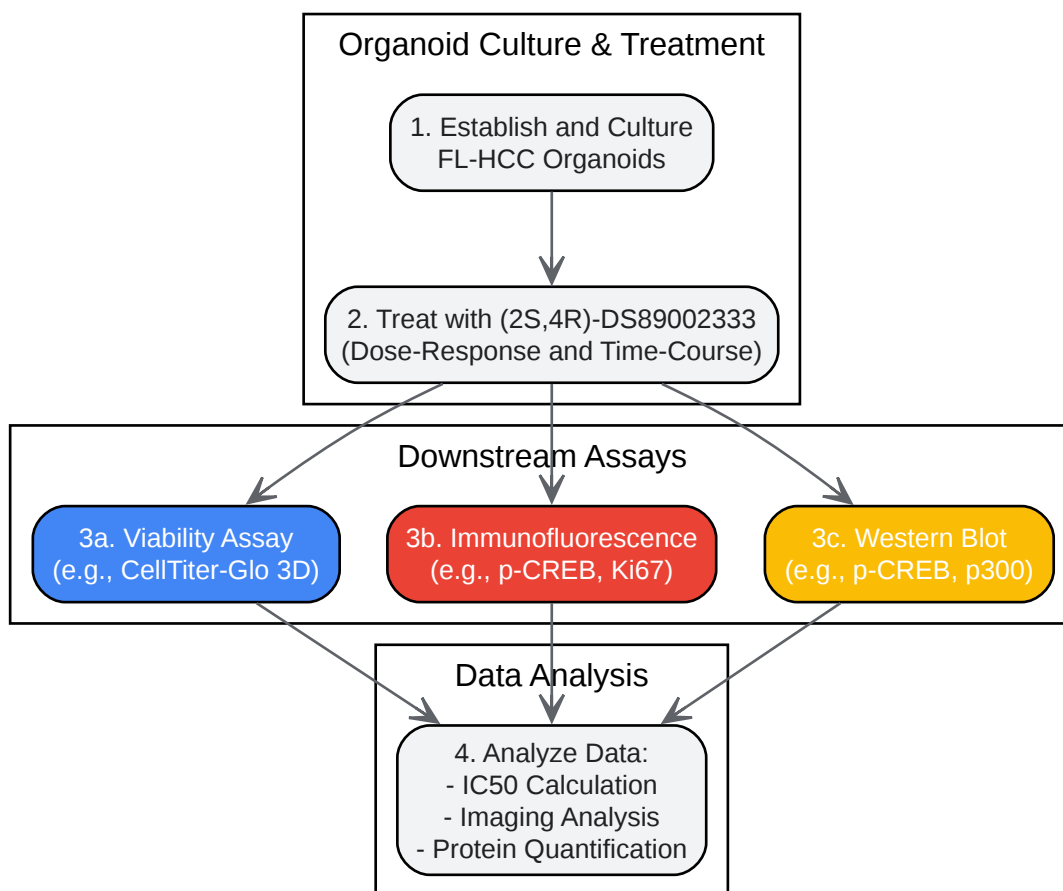 Organoid Culture & Treatment
1. Establish and Culture
FL-HCC Organoids
2. Treat with (2S,4R)-DS89002333
(Dose-Response and Time-Course)
Downstream Assays
3a. Viability Assay
(e.g., CellTiter-Glo 3D)
3b. Immunofluorescence
(e.g., p-CREB, Ki67)
3c. Western Blot
(e.g., p-CREB, p300)
Data Analysis
4. Analyze Data:
- IC50 Calculation
- Imaging Analysis
- Protein Quantification